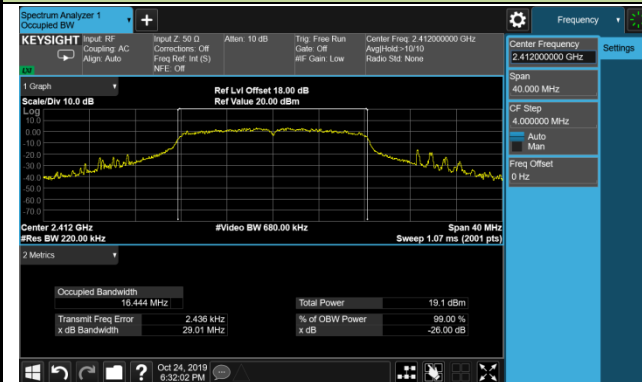 Spectrum Analyzer 1
Occupied BW
+
Frequency
KEYSIGHT
Input: RF
Coupling: AC
Align: Auto
Input Z: 50 Ω
Corrections: Off
Freq Ref: Int (S)
NFE: Off
Atten: 10 dB
Trig: Free Run
Gate: Off
#IF Gain: Low
Center Freq: 2.412000000 GHz
Avg|Hold:>10/10
Radio Std: None
Center Frequency
2.412000000 GHz
Settings
Span
40.000 MHz
CF Step
4.000000 MHz
Auto
Man
Freq Offset
0 Hz
1 Graph
Scale/Div 10.0 dB
Ref Lvl Offset 18.00 dB
Ref Value 20.00 dBm
Log
10.0
0.00
-10.0
-20.0
-30.0
-40.0
-50.0
-60.0
-70.0
Center 2.412 GHz
#Video BW 680.00 kHz
Span 40 MHz
#Res BW 220.00 kHz
Sweep 1.07 ms (2001 pts)
2 Metrics
Occupied Bandwidth
16.444 MHz
Total Power 19.1 dBm
Transmit Freq Error 2.436 kHz
% of OBW Power 99.00 %
x dB Bandwidth 29.01 MHz
x dB -26.00 dB
?
Oct 24, 2019
6:32:02 PM